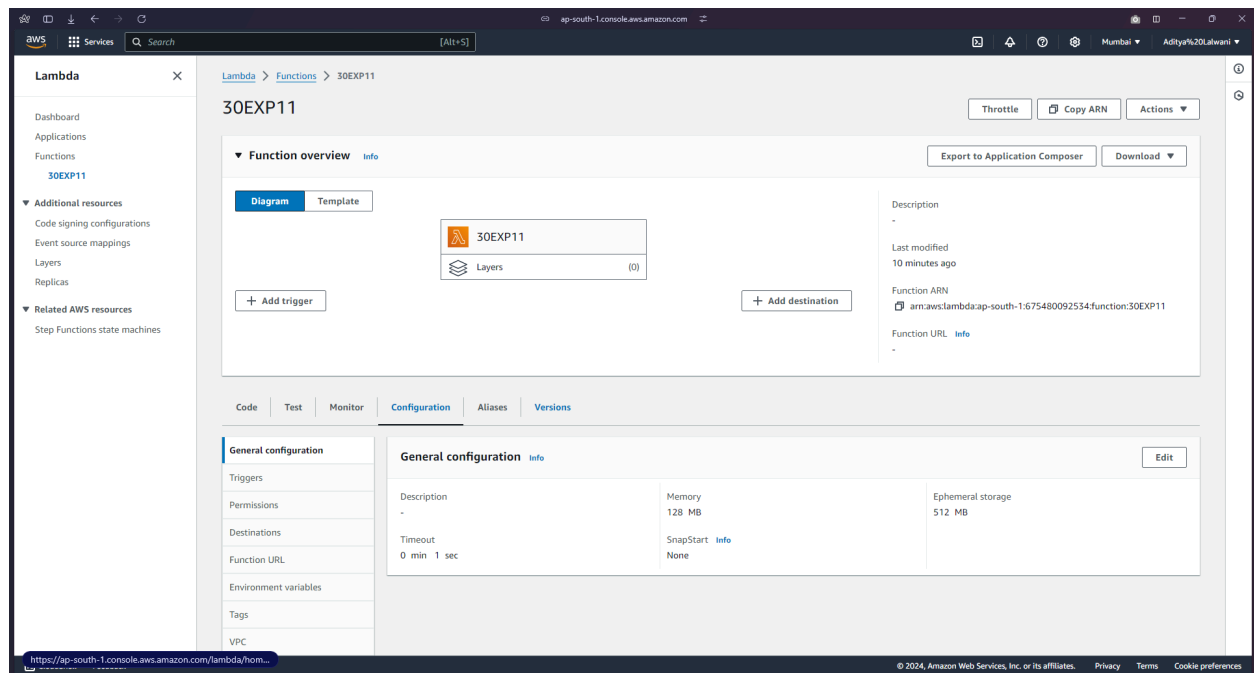 ap-south-1.console.aws.amazon.com
aws Services Search [Alt+S] Mumbai ▼ Aditya%20Lalwani ▼
Lambda
Dashboard
Applications
Functions
30EXP11
▼ Additional resources
Code signing configurations
Event source mappings
Layers
Replicas
▼ Related AWS resources
Step Functions state machines
Lambda > Functions > 30EXP11
30EXP11
Throttle Copy ARN Actions ▼
▼ Function overview Info
Export to Application Composer Download ▼
Diagram Template
30EXP11
Layers (0)
+ Add trigger
+ Add destination
Description
-
Last modified
10 minutes ago
Function ARN
arn:aws:lambda:ap-south-1:675480092534:function:30EXP11
Function URL Info
-
Code Test Monitor Configuration Aliases Versions
General configuration
Triggers
Permissions
Destinations
Function URL
Environment variables
Tags
VPC
General configuration Info Edit
Description
-
Memory
128 MB
Ephemeral storage
512 MB
Timeout
0 min 1 sec
SnapStart Info
None
https://ap-south-1.console.aws.amazon.com/lambda/hom...
© 2024, Amazon Web Services, Inc. or its affiliates. Privacy Terms Cookie preferences